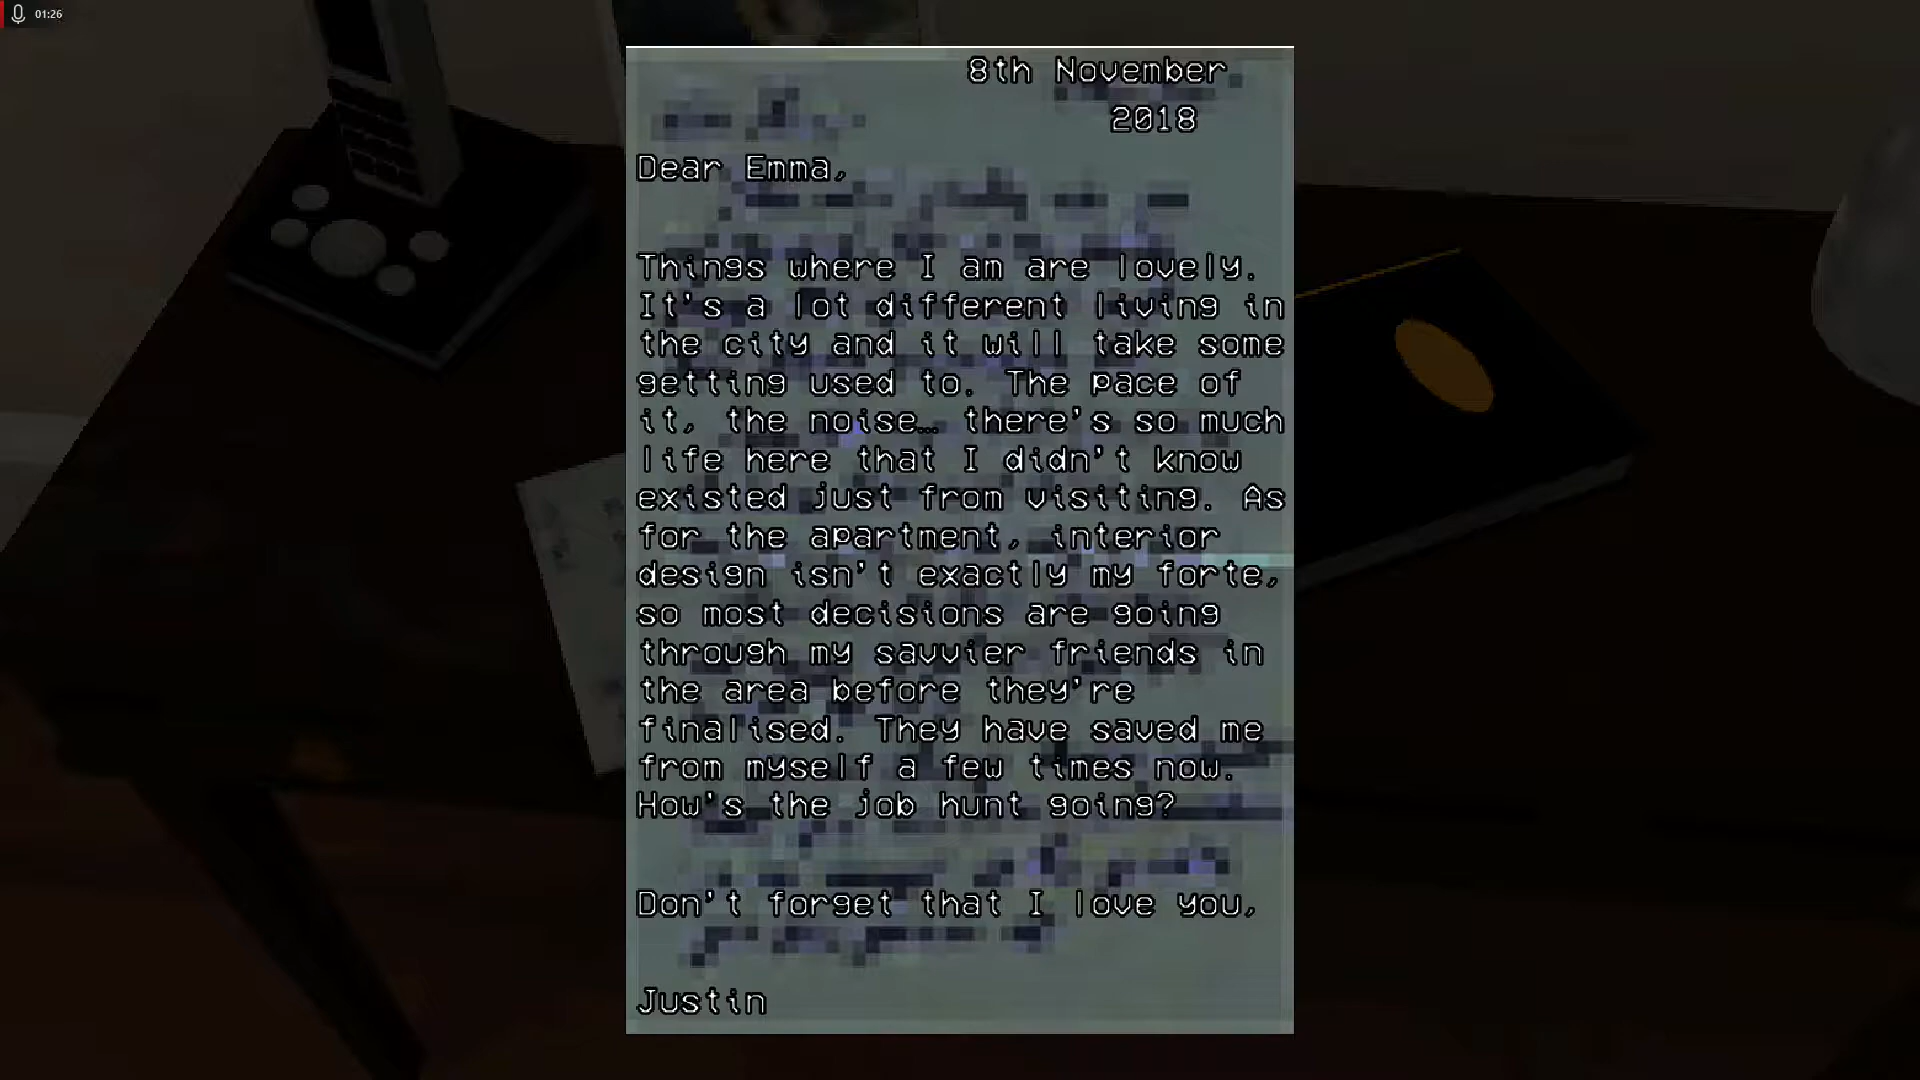 01:26
8th November
2018
Dear Emma,
Things where I am are lovely.
It's a lot different living in
the city and it will take some
getting used to. The pace of
it, the noise… there's so much
life here that I didn't know
existed just from visiting. As
for the apartment, interior
design isn't exactly my forte,
so most decisions are going
through my savvier friends in
the area before they're
finalised. They have saved me
from myself a few times now.
How's the job hunt going?
Don't forget that I love you,
Justin